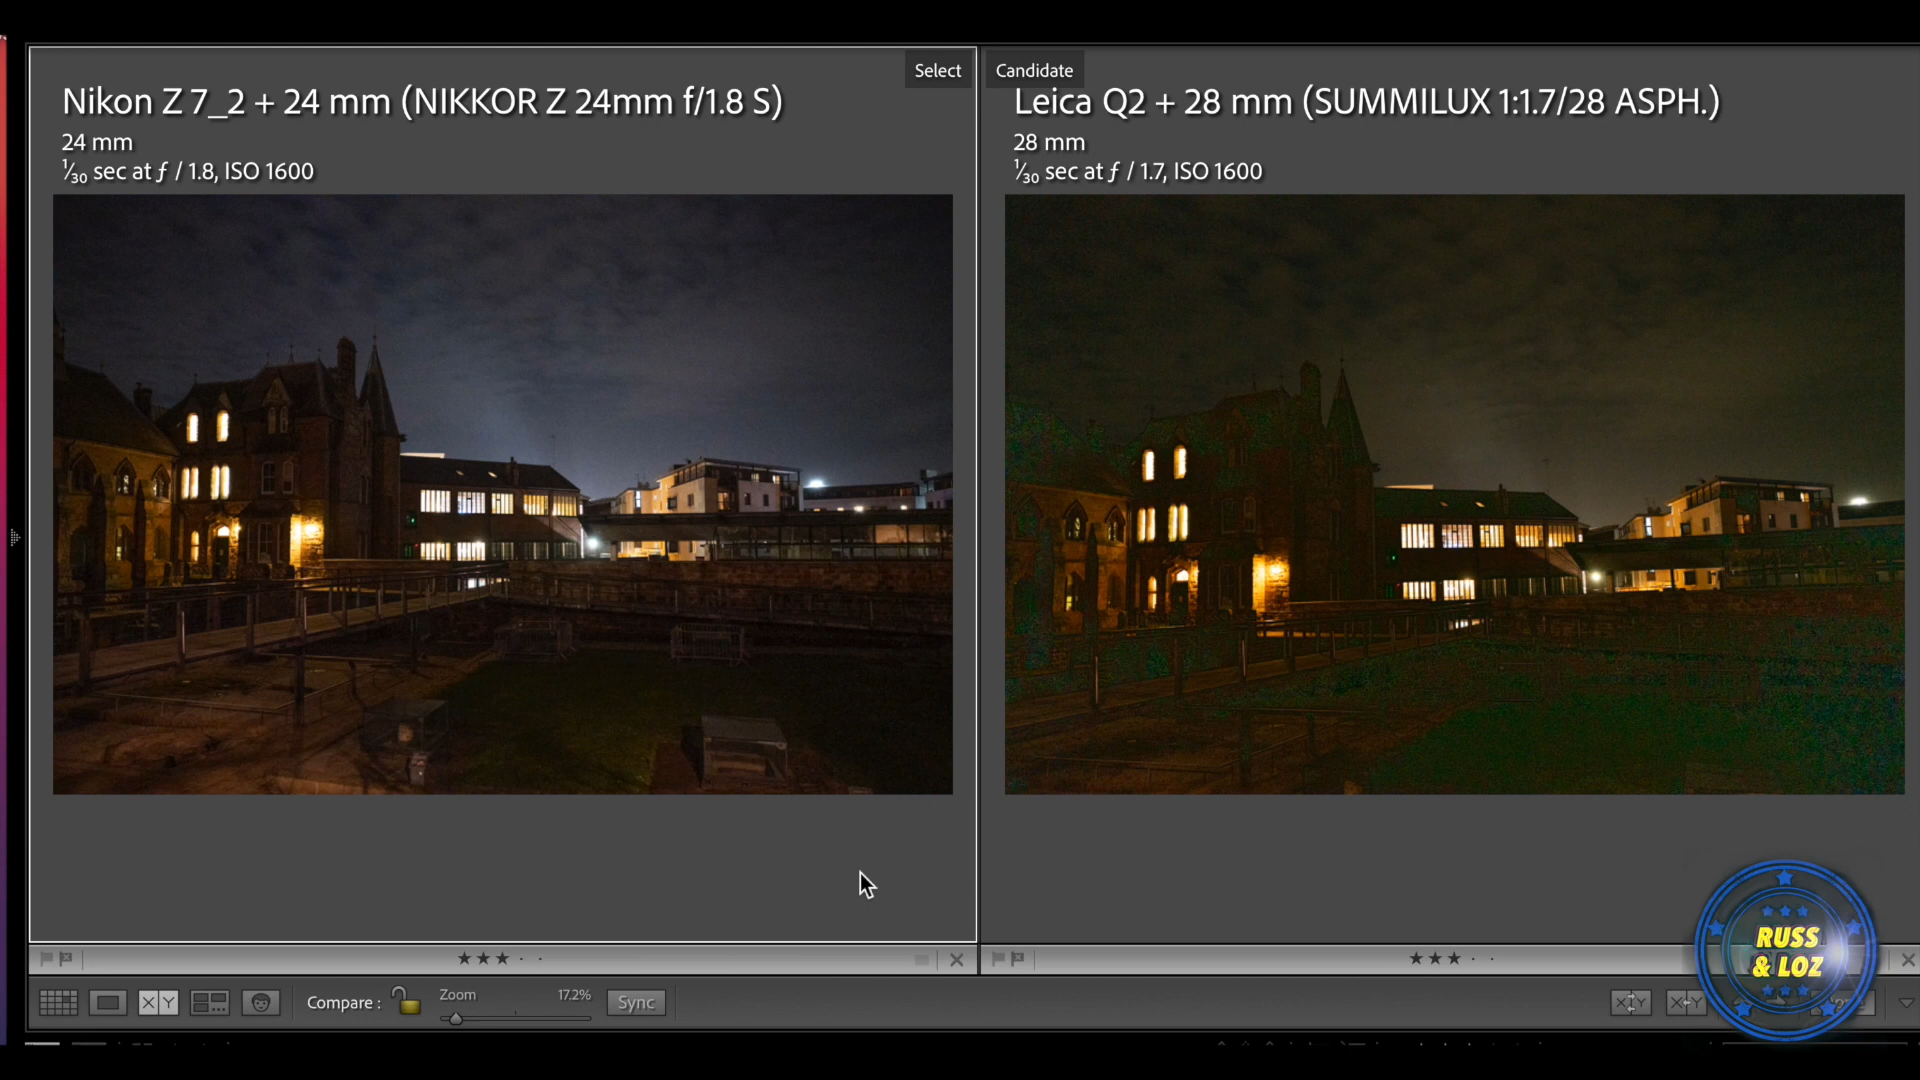 Select
Nikon Z 7_2 + 24 mm (NIKKOR Z 24mm f/1.8 S)
24 mm
1/30 sec at ƒ / 1.8, ISO 1600
Candidate
Leica Q2 + 28 mm (SUMMILUX 1:1.7/28 ASPH.)
28 mm
1/30 sec at ƒ / 1.7, ISO 1600
Compare :
Zoom
17.2%
Sync
X Y
RUSS
& LOZ